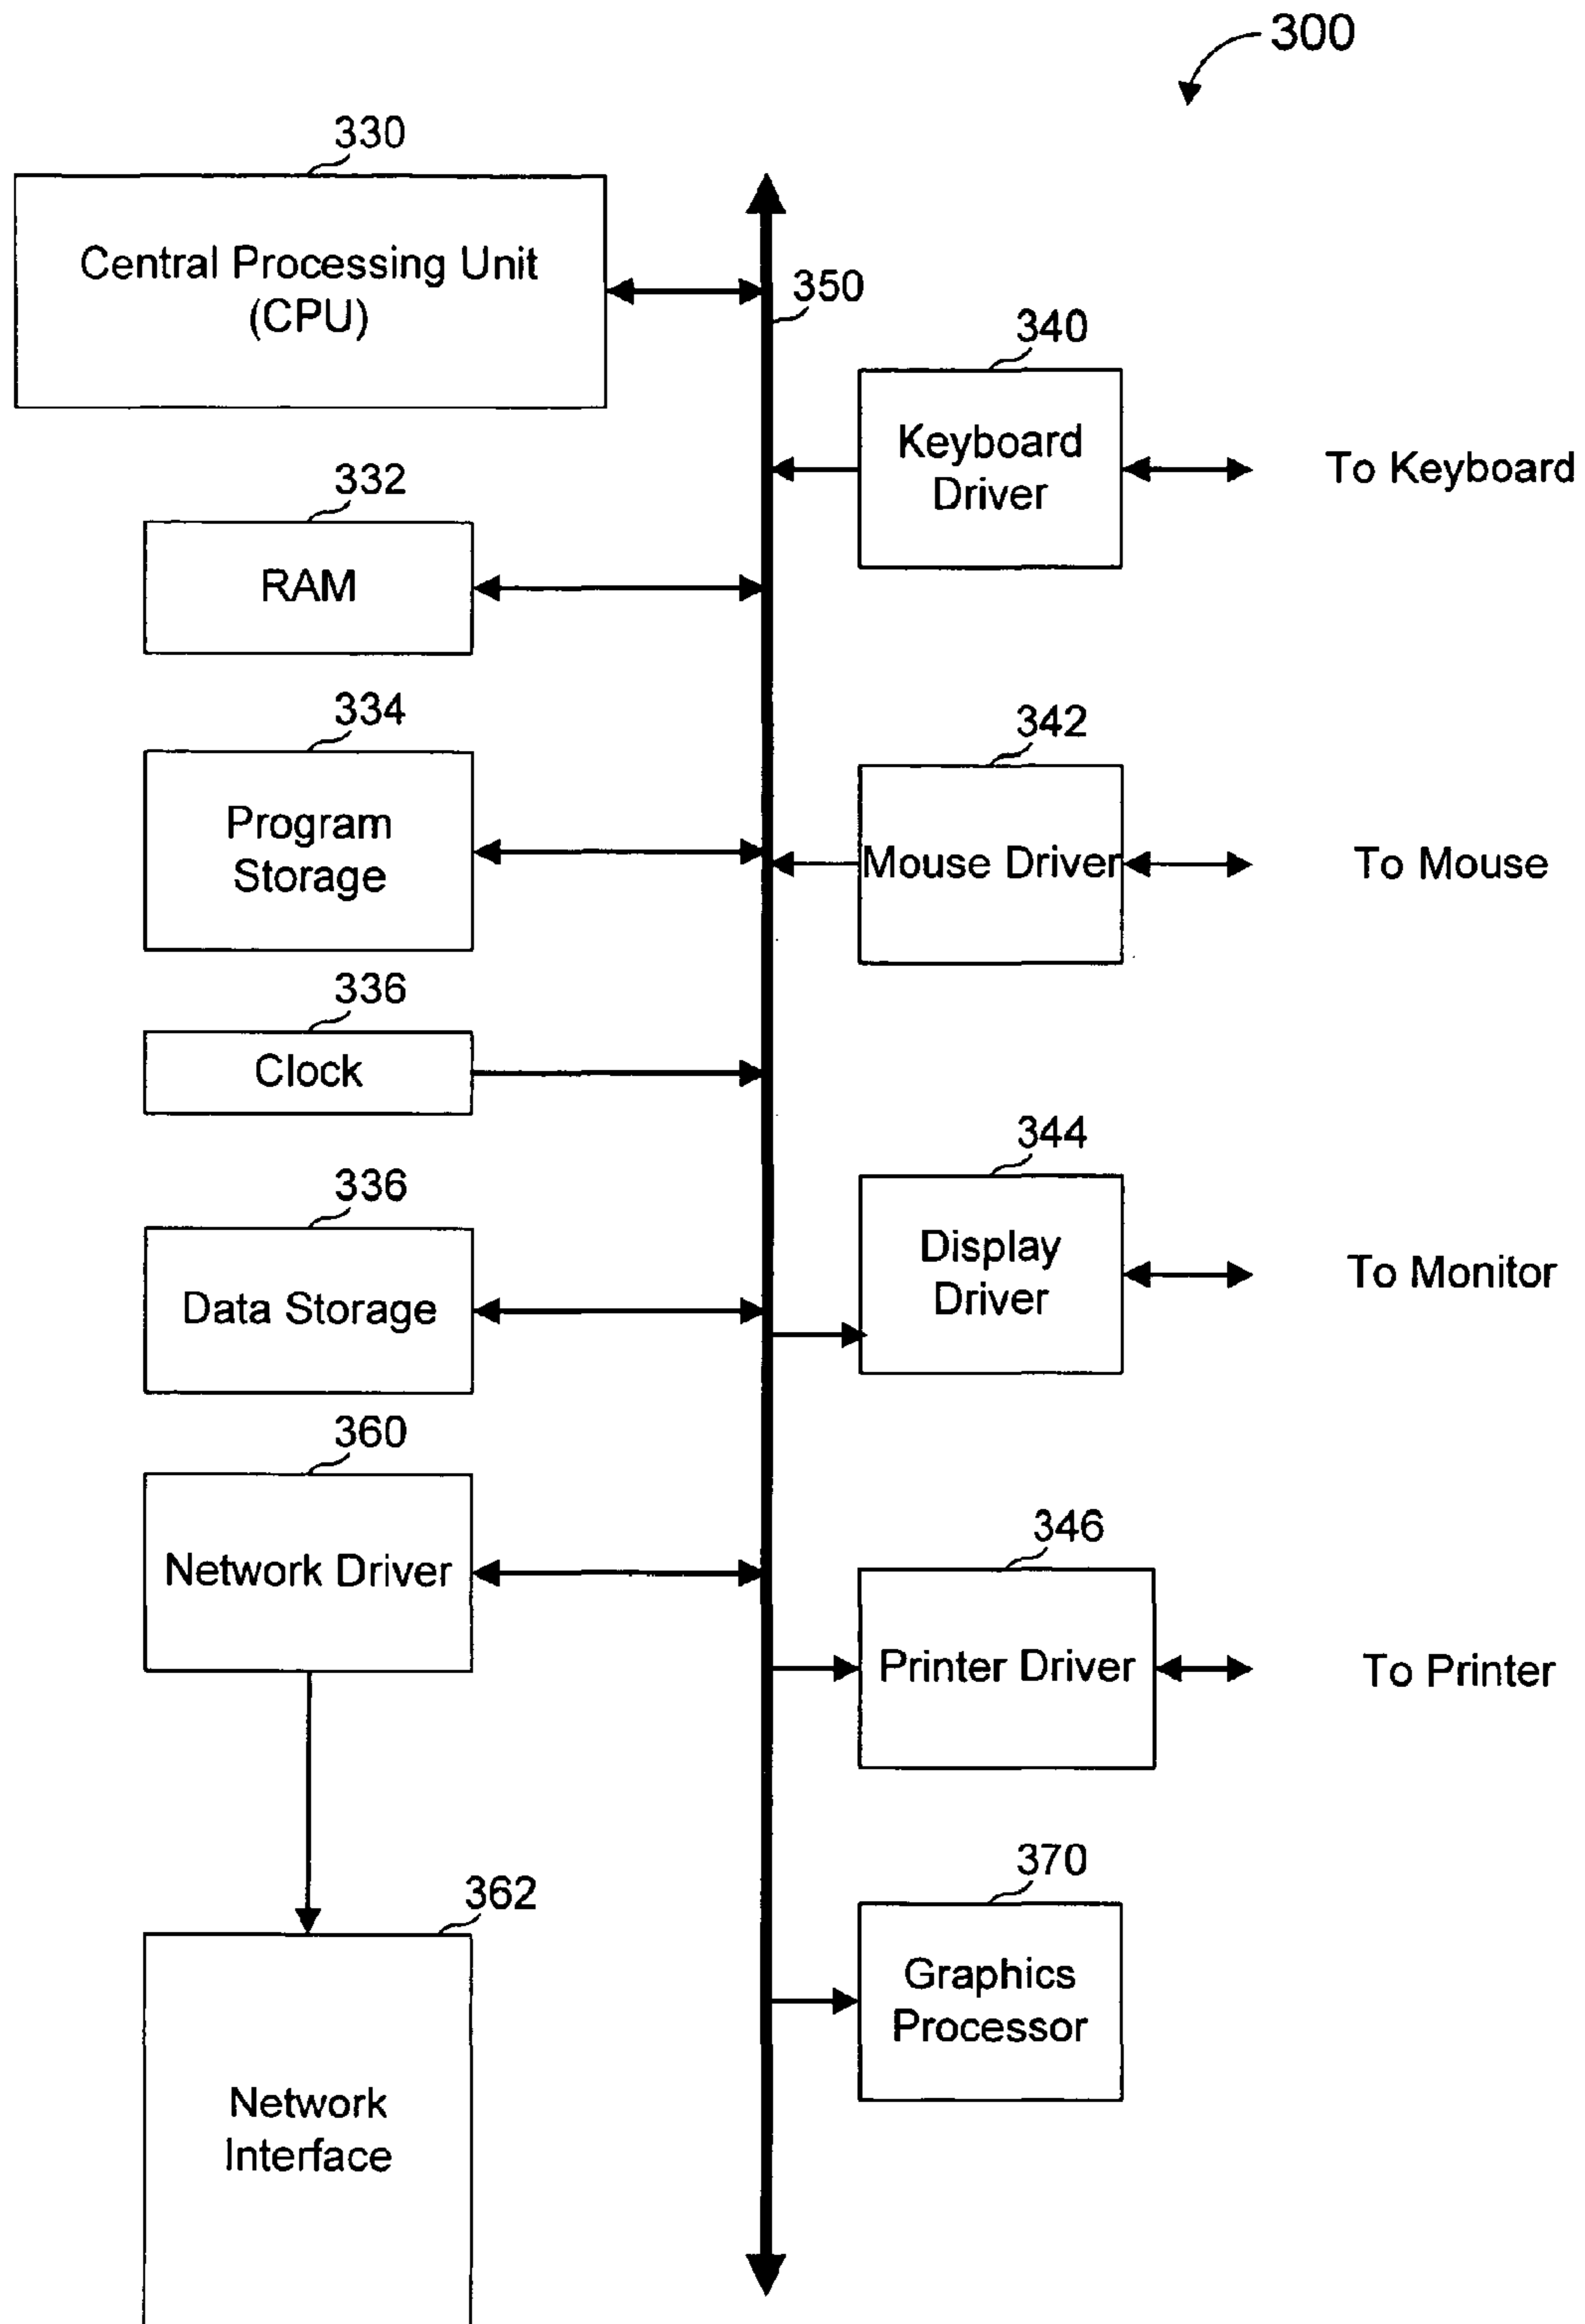 300
330
Central Processing Unit
(CPU)
350
340
Keyboard
Driver
To Keyboard
332
RAM
334
Program
Storage
342
Mouse Driver
To Mouse
336
Clock
344
Display
Driver
To Monitor
336
Data Storage
360
Network Driver
346
Printer Driver
To Printer
370
Graphics
Processor
362
Network
Interface